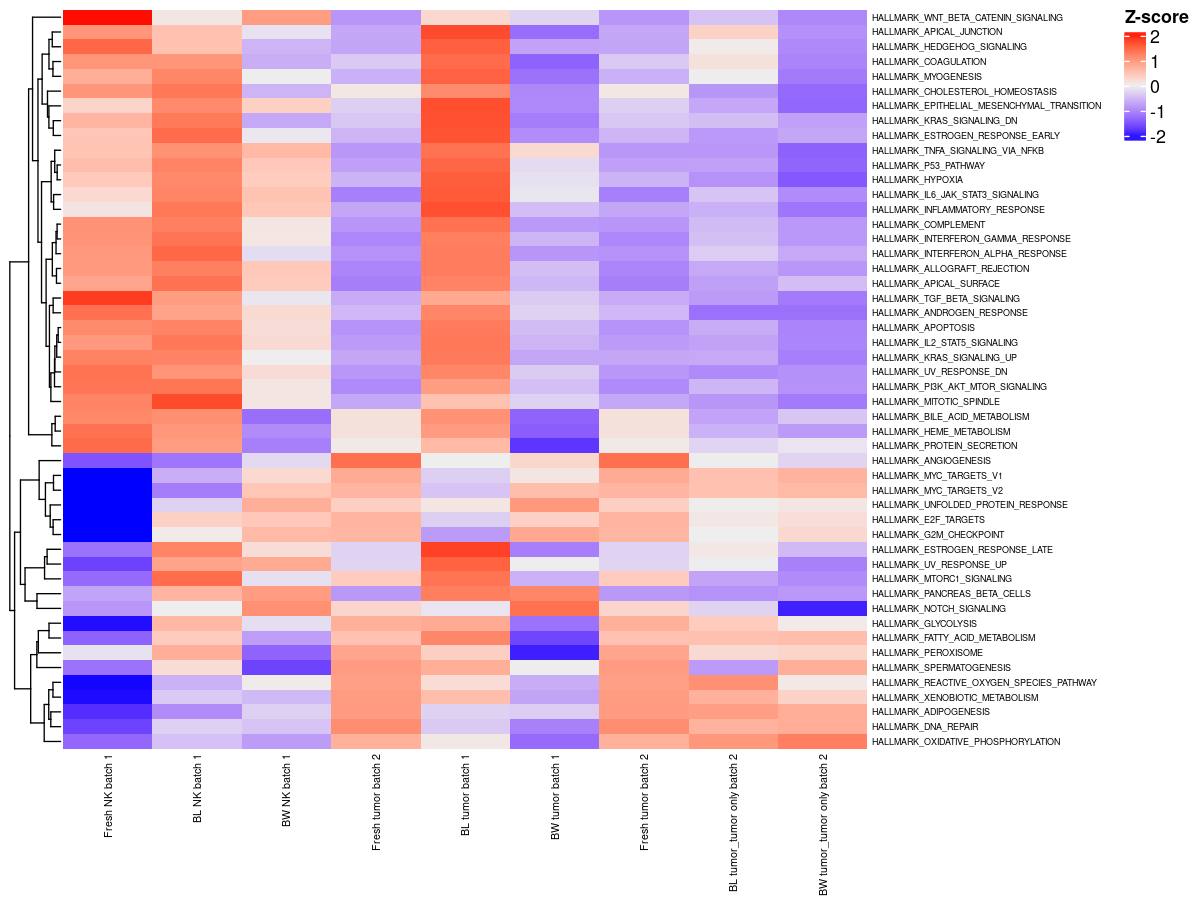 Z-score
2
1
0
-1
-2
HALLMARK_WNT_BETA_CATENIN_SIGNALING
HALLMARK_APICAL_JUNCTION
HALLMARK_HEDGEHOG_SIGNALING
HALLMARK_COAGULATION
HALLMARK_MYOGENESIS
HALLMARK_CHOLESTEROL_HOMEOSTASIS
HALLMARK_EPITHELIAL_MESENCHYMAL_TRANSITION
HALLMARK_KRAS_SIGNALING_DN
HALLMARK_ESTROGEN_RESPONSE_EARLY
HALLMARK_TNFA_SIGNALING_VIA_NFKB
HALLMARK_P53_PATHWAY
HALLMARK_HYPOXIA
HALLMARK_IL6_JAK_STAT3_SIGNALING
HALLMARK_INFLAMMATORY_RESPONSE
HALLMARK_COMPLEMENT
HALLMARK_INTERFERON_GAMMA_RESPONSE
HALLMARK_INTERFERON_ALPHA_RESPONSE
HALLMARK_ALLOGRAFT_REJECTION
HALLMARK_APICAL_SURFACE
HALLMARK_TGF_BETA_SIGNALING
HALLMARK_ANDROGEN_RESPONSE
HALLMARK_APOPTOSIS
HALLMARK_IL2_STAT5_SIGNALING
HALLMARK_KRAS_SIGNALING_UP
HALLMARK_UV_RESPONSE_DN
HALLMARK_PI3K_AKT_MTOR_SIGNALING
HALLMARK_MITOTIC_SPINDLE
HALLMARK_BILE_ACID_METABOLISM
HALLMARK_HEME_METABOLISM
HALLMARK_PROTEIN_SECRETION
HALLMARK_ANGIOGENESIS
HALLMARK_MYC_TARGETS_V1
HALLMARK_MYC_TARGETS_V2
HALLMARK_UNFOLDED_PROTEIN_RESPONSE
HALLMARK_E2F_TARGETS
HALLMARK_G2M_CHECKPOINT
HALLMARK_ESTROGEN_RESPONSE_LATE
HALLMARK_UV_RESPONSE_UP
HALLMARK_MTORC1_SIGNALING
HALLMARK_PANCREAS_BETA_CELLS
HALLMARK_NOTCH_SIGNALING
HALLMARK_GLYCOLYSIS
HALLMARK_FATTY_ACID_METABOLISM
HALLMARK_PEROXISOME
HALLMARK_SPERMATOGENESIS
HALLMARK_REACTIVE_OXYGEN_SPECIES_PATHWAY
HALLMARK_XENOBIOTIC_METABOLISM
HALLMARK_ADIPOGENESIS
HALLMARK_DNA_REPAIR
HALLMARK_OXIDATIVE_PHOSPHORYLATION
Fresh NK batch 1
BL NK batch 1
BW NK batch 1
Fresh tumor batch 2
BL tumor batch 1
BW tumor batch 1
Fresh tumor batch 2
BL tumor_tumor only batch 2
BW tumor_tumor only batch 2